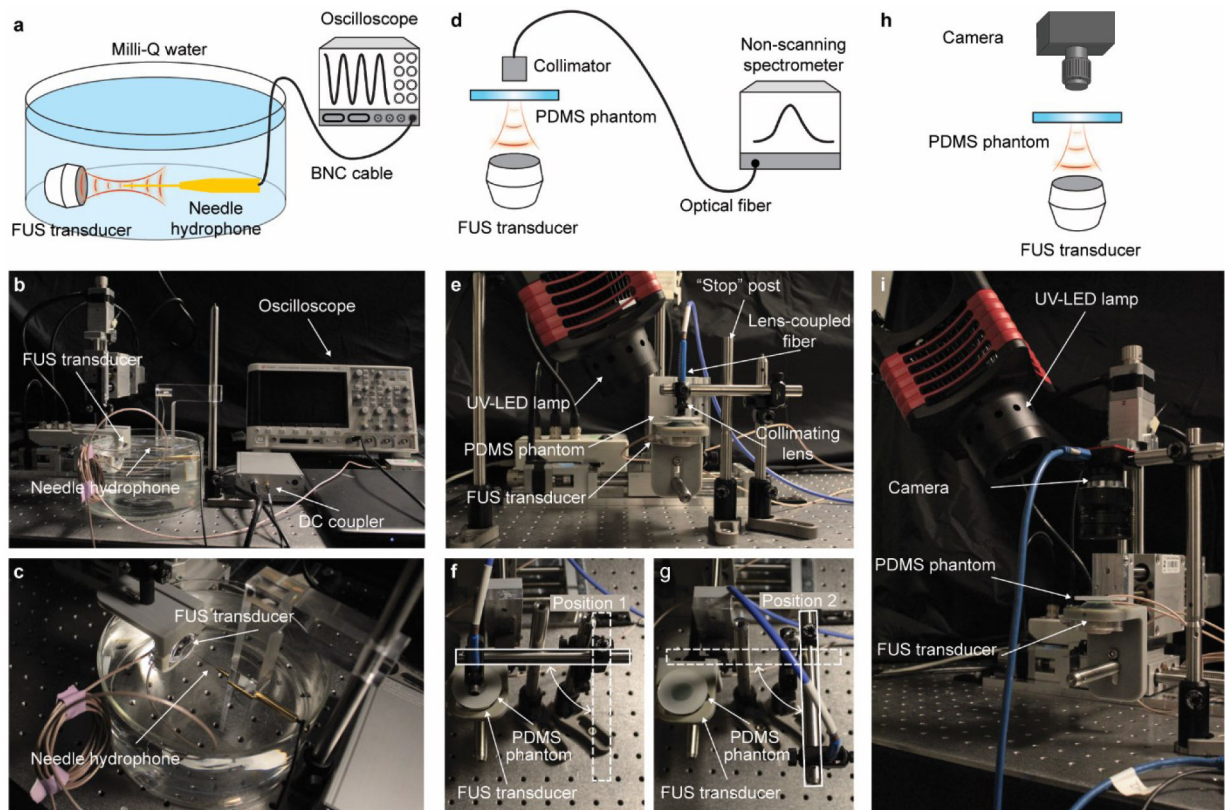 a
Oscilloscope
Milli-Q water
BNC cable
Needle
hydrophone
FUS transducer
d
Collimator
Non-scanning
spectrometer
PDMS phantom
Optical fiber
FUS transducer
h
Camera
PDMS phantom
FUS transducer
b
Oscilloscope
FUS transducer
Needle hydrophone
DC coupler
c
FUS transducer
Needle hydrophone
e
"Stop" post
Lens-coupled
fiber
UV-LED lamp
PDMS phantom
Collimating
lens
FUS transducer
f
Position 1
PDMS
phantom
FUS transducer
g
Position 2
PDMS
phantom
FUS transducer
i
UV-LED lamp
Camera
PDMS phantom
FUS transducer